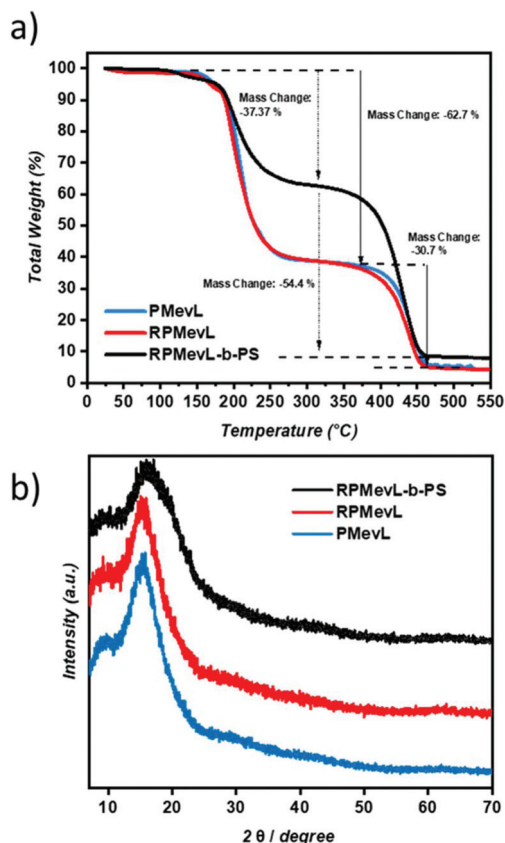 a)
100
90
80
70
60
50
40
30
20
10
0
Total Weight (%)
Mass Change:
-37.37 %
Mass Change: -62.7 %
Mass Change:
-30.7 %
Mass Change: -54.4 %
PMevL
RPMevL
RPMevL-b-PS
0 50 100 150 200 250 300 350 400 450 500 550
Temperature (°C)
b)
RPMevL-b-PS
RPMevL
PMevL
Intensity (a.u.)
10 20 30 40 50 60 70
2 θ / degree